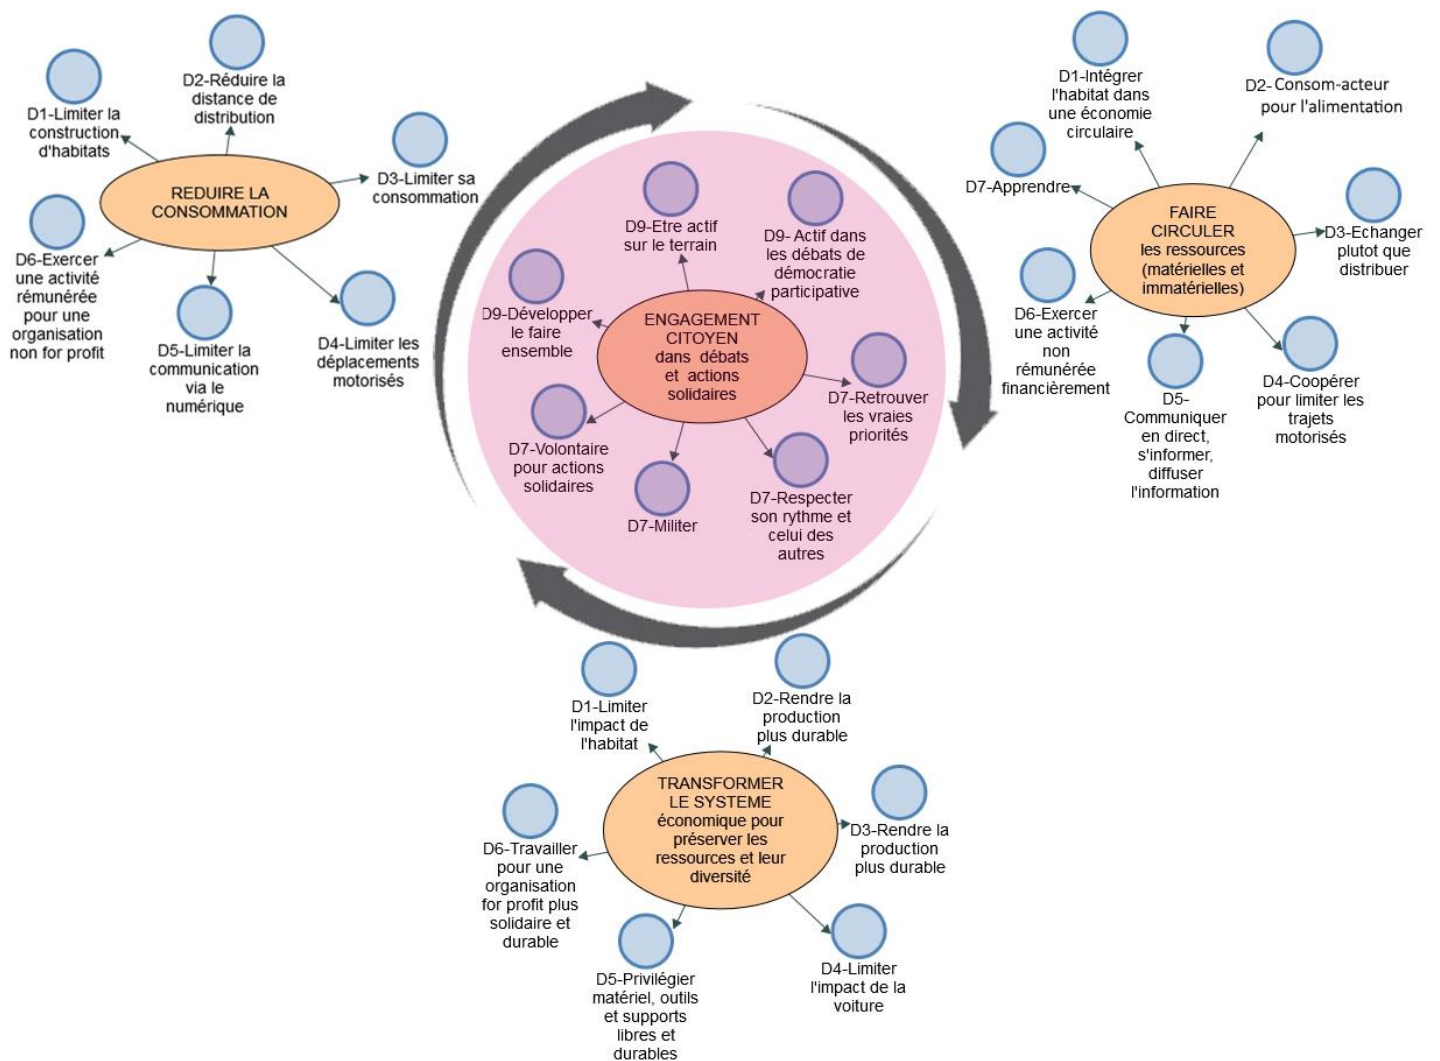 D1-Limiter la
construction
d'habitats
D2-Réduire la
distance de
distribution
D3-Limiter sa
consommation
REDUIRE LA
CONSOMMATION
D6-Exercer
une activité
rémunérée
pour une
organisation
non for profit
D5-Limiter la
communication
via le
numérique
D4-Limiter les
déplacements
motorisés
D9-Etre actif
sur le terrain
D9- Actif dans
les débats de
démocratie
participative
D9-Développer
le faire
ensemble
ENGAGEMENT
CITOYEN
dans débats
et actions
solidaires
D7-Retrouver
les vraies
priorités
D7-Volontaire
pour actions
solidaires
D7-Militer
D7-Respecter
son rythme et
celui des
autres
D1-Intégrer
l'habitat dans
une économie
circulaire
D2-Consom-acteur
pour l'alimentation
D7-Apprendre
FAIRE
CIRCULER
les ressources
(matérielles et
immatérielles)
D3-Echanger
plutot que
distribuer
D6-Exercer
une activité
non
rémunérée
financièrement
D5-
Communiquer
en direct,
s'informer,
diffuser
l'information
D4-Coopérer
pour limiter les
trajets
motorisés
D1-Limiter
l'impact de
l'habitat
D2-Rendre la
production
plus durable
TRANSFORMER
LE SYSTEME
économique pour
préserver les
ressources et leur
diversité
D3-Rendre la
production
plus durable
D6-Travailler
pour une
organisation
for profit plus
solidaire et
durable
D5-Privilégier
matériel, outils
et supports
libres et
durables
D4-Limiter
l'impact de la
voiture